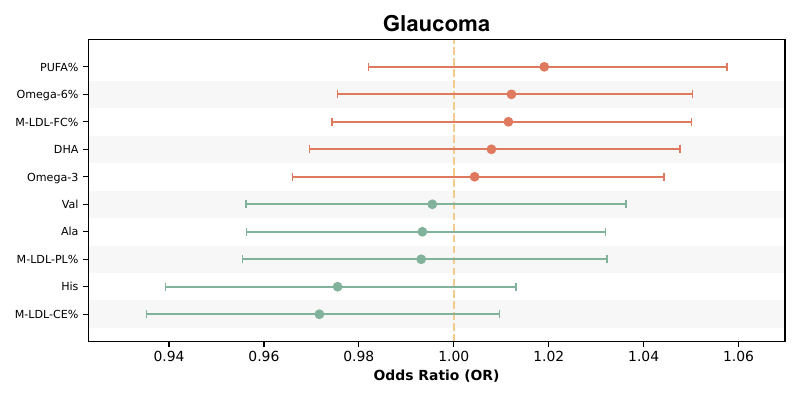 Glaucoma
PUFA%
Omega-6%
M-LDL-FC%
DHA
Omega-3
Val
Ala
M-LDL-PL%
His
M-LDL-CE%
0.94 0.96 0.98 1.00 1.02 1.04 1.06
Odds Ratio (OR)